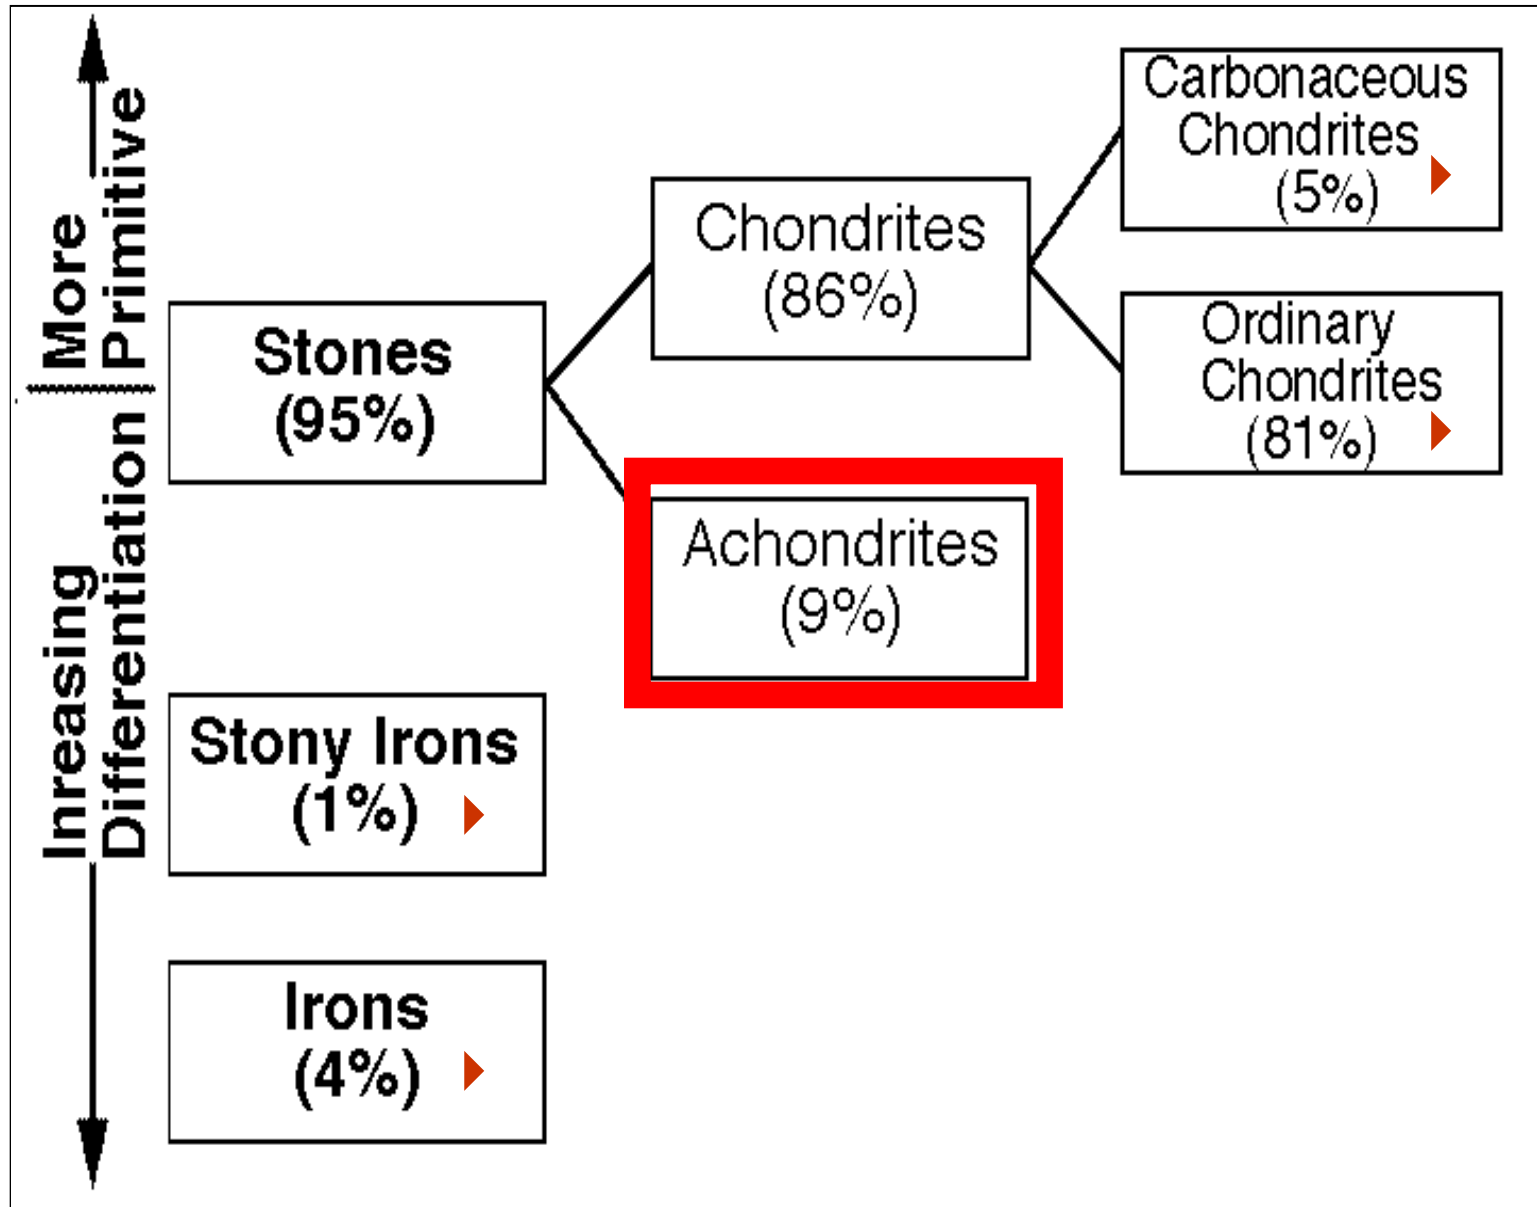 More
Primitive
Inreasing
Differentiation
Stones
(95%)
Stony Irons
(1%)
Irons
(4%)
Chondrites
(86%)
Achondrites
(9%)
Carbonaceous
Chondrites
(5%)
Ordinary
Chondrites
(81%)